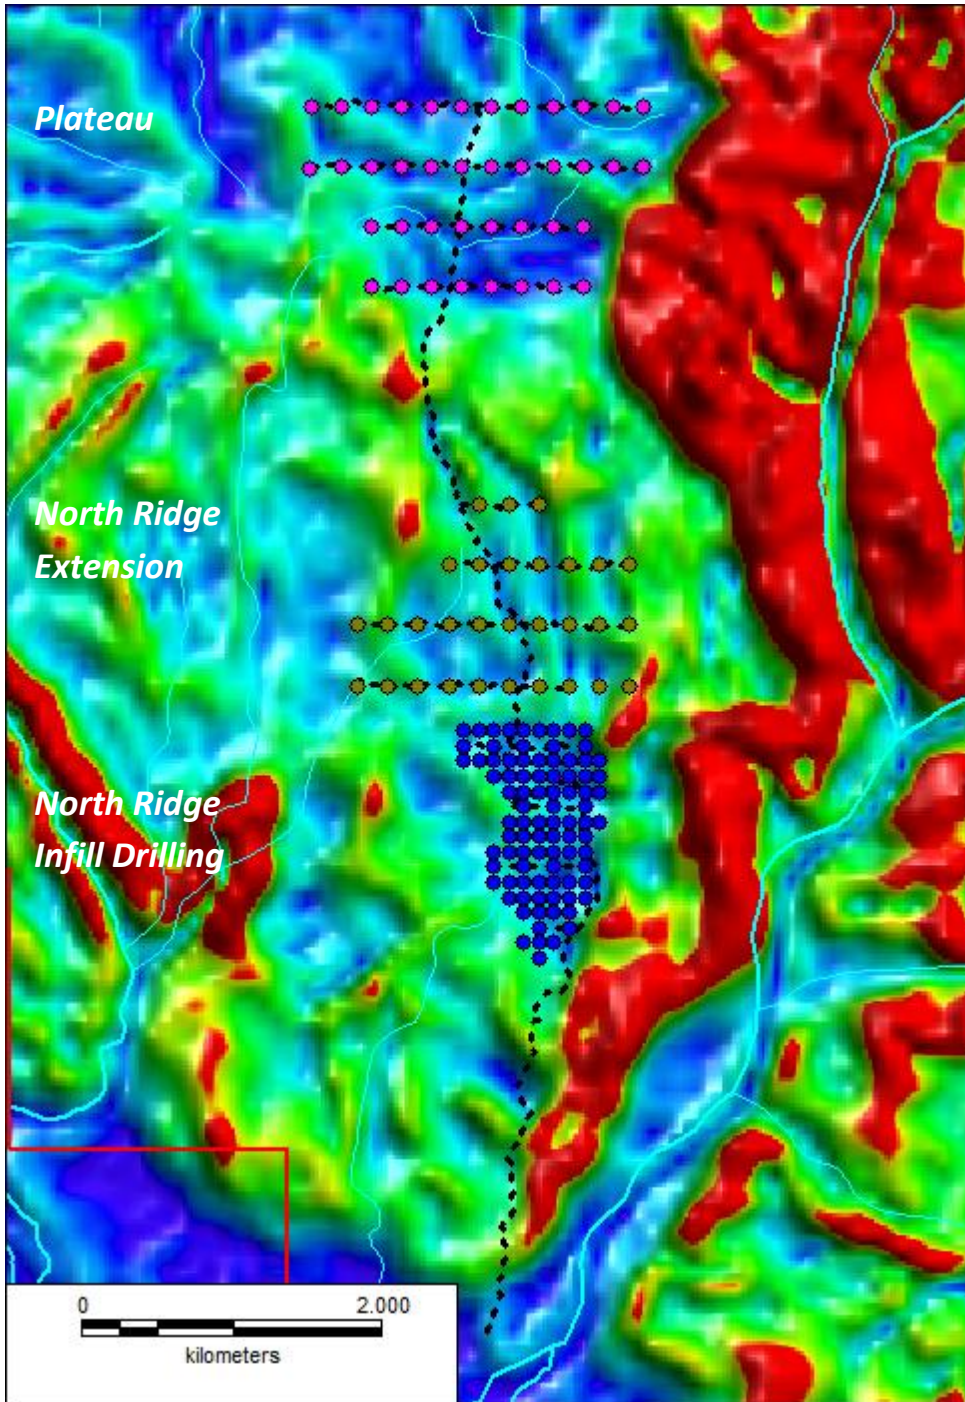 Plateau
North Ridge
Extension
North Ridge
Infill Drilling
0 2.000
kilometers